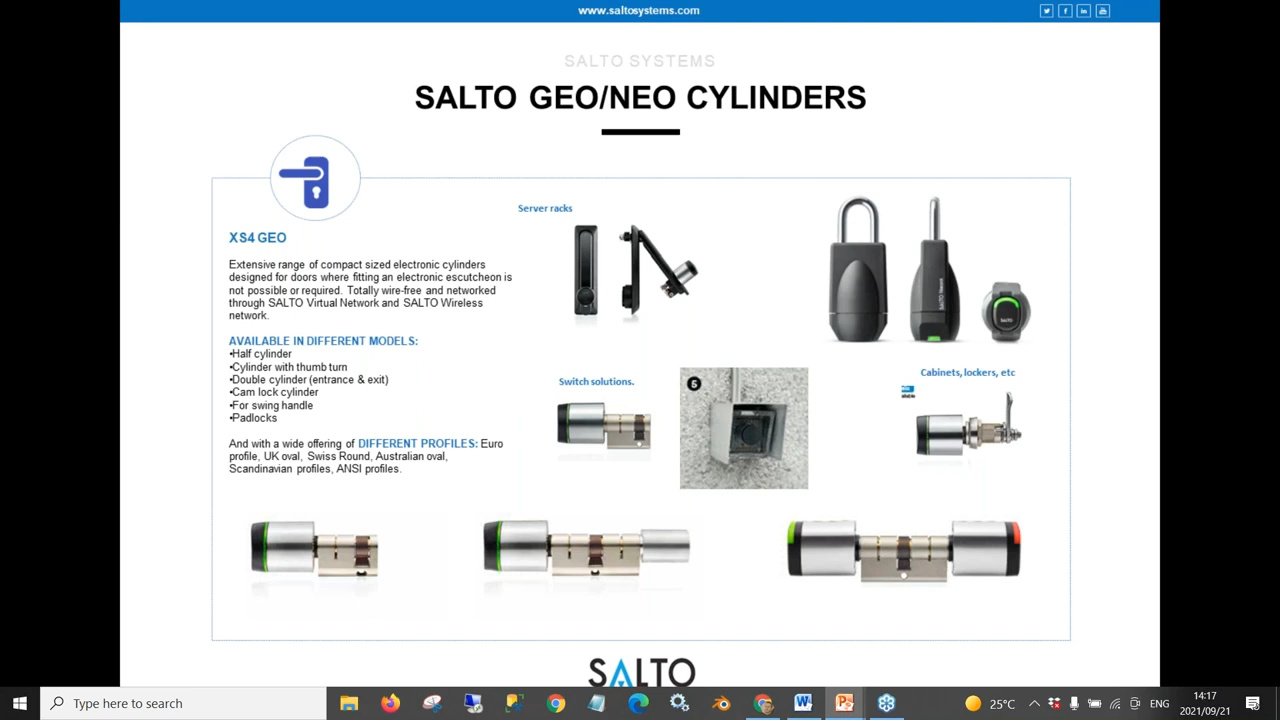 www.saltosystems.com
SALTO SYSTEMS
SALTO GEO/NEO CYLINDERS
XS4 GEO
Extensive range of compact sized electronic cylinders
designed for doors where fitting an electronic escutcheon is
not possible or required. Totally wire-free and networked
through SALTO Virtual Network and SALTO Wireless
network.
AVAILABLE IN DIFFERENT MODELS:
•Half cylinder
•Cylinder with thumb turn
•Double cylinder (entrance & exit)
•Cam lock cylinder
•For swing handle
•Padlocks
And with a wide offering of DIFFERENT PROFILES: Euro
profile, UK oval, Swiss Round, Australian oval,
Scandinavian profiles, ANSI profiles.
Server racks
SALTO
SALTO
Switch solutions.
5
Cabinets, lockers, etc
SALTO
Type here to search
25°C
ENG
14:17
2021/09/21